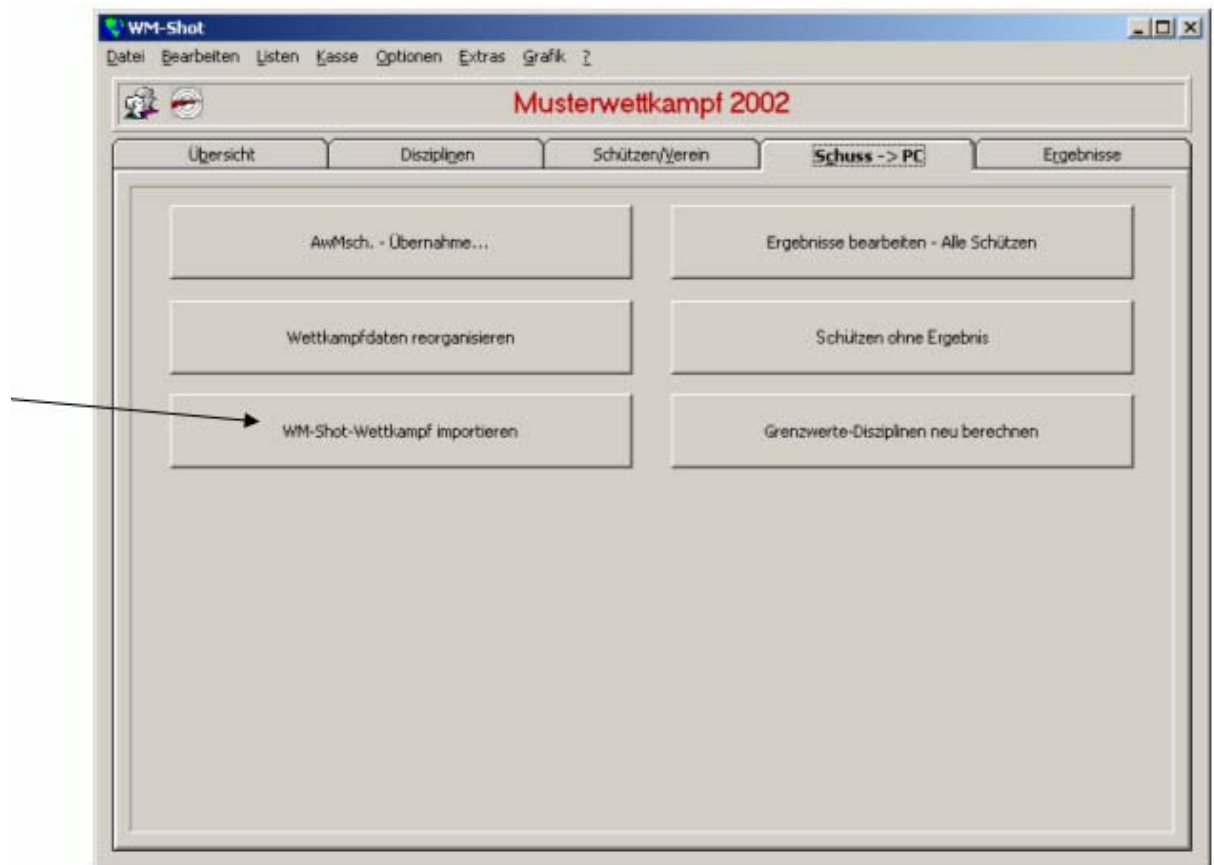 WM-Shot
Datei Bearbeiten Listen Kasse Optionen Extras Grafik ?
Musterwettkampf 2002
Übersicht Disziplinen Schützen/Verein Schuss -> PC Ergebnisse
AwMsch. - Übernahme... Ergebnisse bearbeiten - Alle Schützen
Wettkampfdaten reorganisieren Schützen ohne Ergebnis
WM-Shot-Wettkampf importieren Grenzwerte-Disziplinen neu berechnen